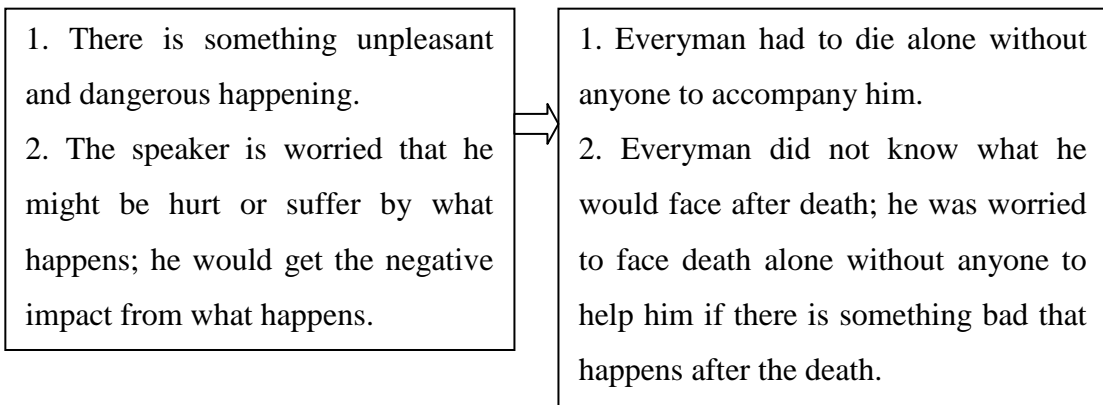 1. There is something unpleasant
and dangerous happening.
2. The speaker is worried that he
might be hurt or suffer by what
happens; he would get the negative
impact from what happens.
1. Everyman had to die alone without
anyone to accompany him.
2. Everyman did not know what he
would face after death; he was worried
to face death alone without anyone to
help him if there is something bad that
happens after the death.